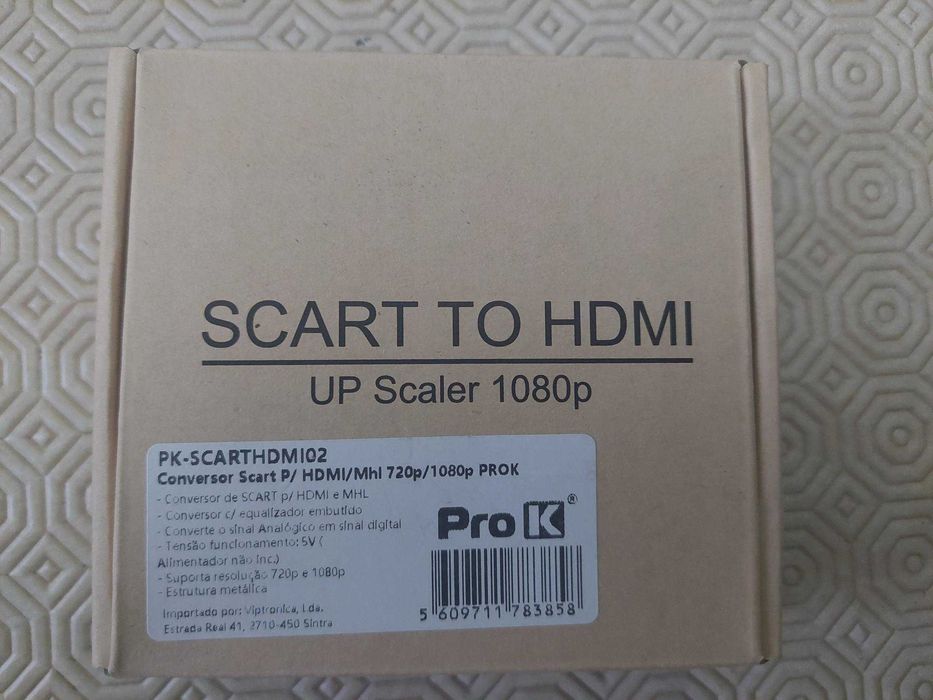 SCART TO HDMI
UP Scaler 1080p
PK-SCARTHDMI02
Conversor Scart P/ HDMI/Mhl 720p/1080p PROK
- Conversor de SCART p/ HDMI e MHL
- Conversor c/ equalizador embutido
- Converte o sinal Analógico em sinal digital
- Tensão funcionamento: 5V (
Alimentador não Inc.)
- Suporta resolução 720p e 1080p
- Estrutura metálica
Importado por: Viptronica, Lda.
Estrada Real 41, 2710-450 Sintra
Pro K®
5 609711 783858